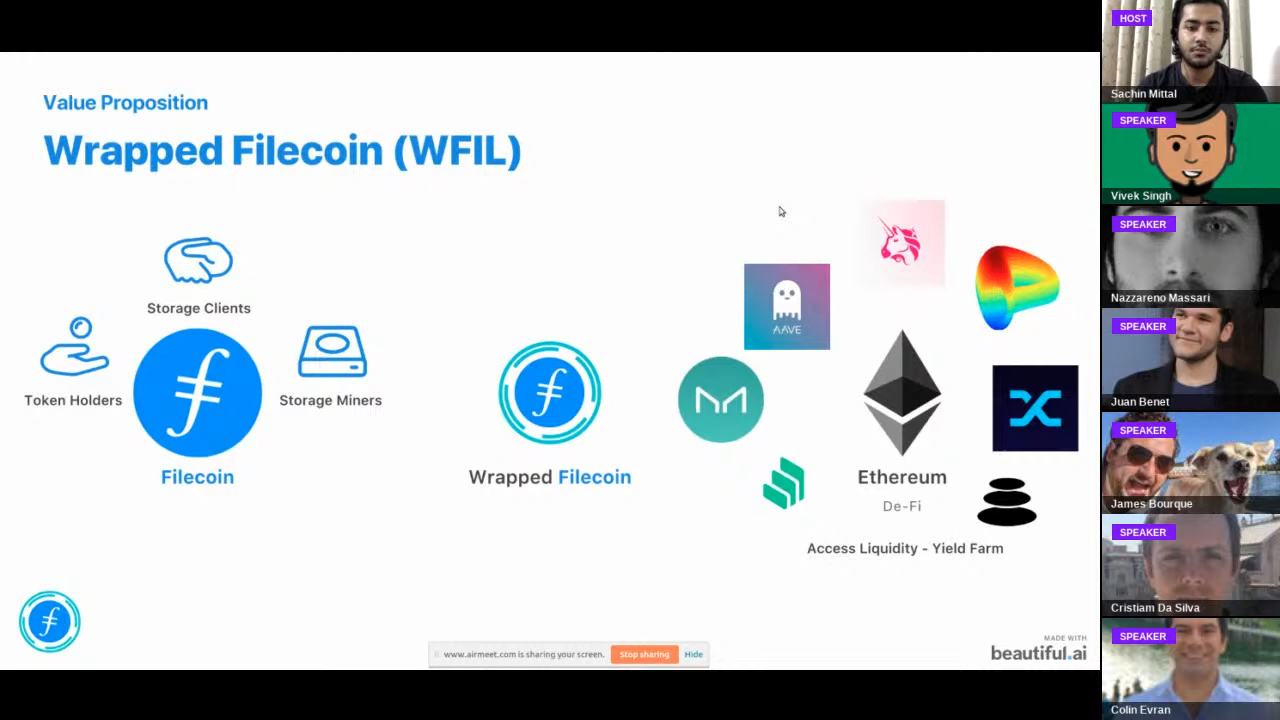 Value Proposition
Wrapped Filecoin (WFIL)
Storage Clients
Token Holders
Storage Miners
Filecoin
Wrapped Filecoin
AAVE
Ethereum
De-Fi
Access Liquidity - Yield Farm
www.airmeet.com is sharing your screen.
Stop sharing
Hide
MADE WITH
beautiful.ai
HOST
Sachin Mittal
SPEAKER
Vivek Singh
SPEAKER
Nazzareno Massari
SPEAKER
Juan Benet
SPEAKER
James Bourque
SPEAKER
Cristiam Da Silva
SPEAKER
Colin Evran